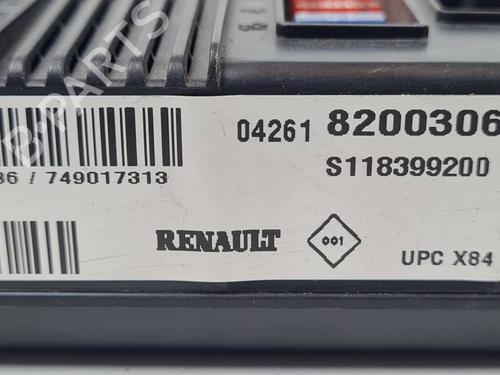 04261 8200306
S118399200
36 / 749017313
RENAULT
001
UPC X84